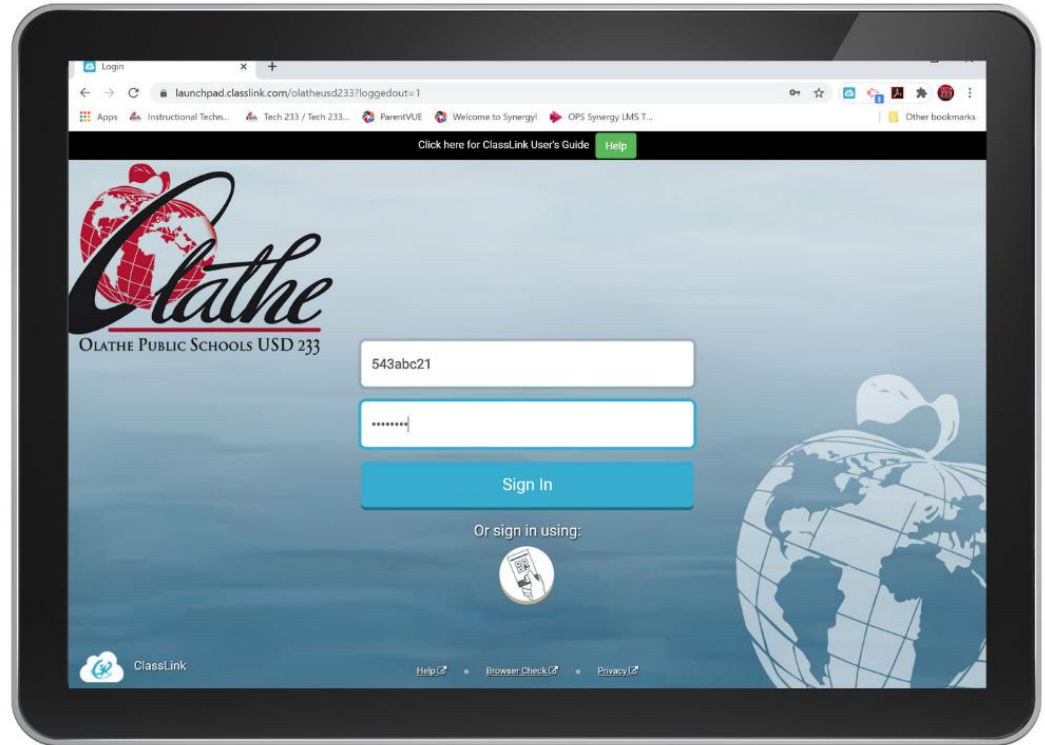 Login
launchpad.classlink.com/olatheusd233?loggedout=1
Apps Instructional Techn... Tech 233 / Tech 233... ParentVUE Welcome to Synergy! OPS Synergy LMS T... Other bookmarks
Click here for ClassLink User's Guide Help
Olathe
OLATHE PUBLIC SCHOOLS USD 233
543abc21
••••••••
Sign In
Or sign in using:
ClassLink
Help • Browser Check • Privacy